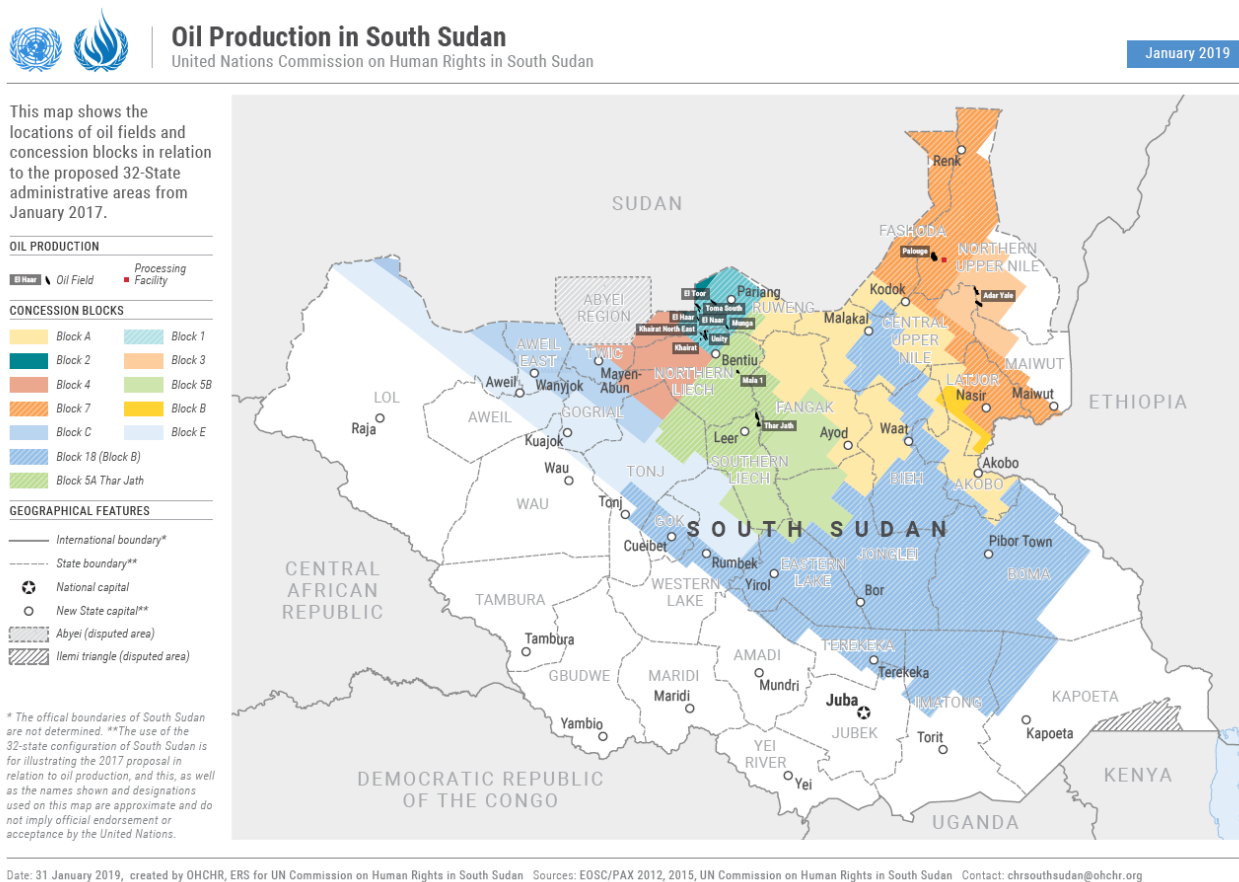 Oil Production in South Sudan
United Nations Commission on Human Rights in South Sudan
January 2019
This map shows the
locations of oil fields and
concession blocks in relation
to the proposed 32-State
administrative areas from
January 2017.
OIL PRODUCTION
El Haar
Oil Field
Processing
Facility
CONCESSION BLOCKS
Block A
Block 1
Block 2
Block 3
Block 4
Block 5B
Block 7
Block B
Block C
Block E
Block 18 (Block B)
Block 5A Thar Jath
GEOGRAPHICAL FEATURES
International boundary*
State boundary**
National capital
New State capital**
Abyei (disputed area)
Ilemi triangle (disputed area)
* The offical boundaries of South Sudan
are not determined. **The use of the
32-state configuration of South Sudan is
for illustrating the 2017 proposal in
relation to oil production, and this, as well
as the names shown and designations
used on this map are approximate and do
not imply official endorsement or
acceptance by the United Nations.
Renk
SUDAN
FASHODA
Palouge
NORTHERN
UPPER NILE
ABYEI
REGION
El Toor
Pariang
Toma South
RUWENG
Kodok
Adar Yale
El Haar
El Naar
Munga
Khairat North East
Unity
Khairat
Malakal
CENTRAL
UPPER
NILE
AWEIL
EAST
TWIC
Mayen-
Abun
Bentiu
NORTHERN
LIECH
Mala 1
MAIWUT
Aweil
Wanyjok
LATJOR
Nasir
Maiwut
ETHIOPIA
LOL
Raja
AWEIL
GOGRIAL
FANGAK
Thar Jath
Kuajok
Leer
Ayod
Waat
Wau
TONJ
SOUTHERN
LIECH
BIEH
Akobo
AKOBO
WAU
Tonj
GOK
SOUTH SUDAN
Cueibet
Rumbek
EASTERN
LAKE
JONGLEI
Pibor Town
BOMA
CENTRAL
AFRICAN
REPUBLIC
WESTERN
LAKE
Yirol
Bor
TAMBURA
Tambura
TEREKEKA
Terekeka
GBUDWE
MARIDI
Maridi
AMADI
Mundri
IMATONG
KAPOETA
Juba
JUBEK
Kapoeta
Yambio
Torit
YEI
RIVER
Yei
DEMOCRATIC REPUBLIC
OF THE CONGO
KENYA
UGANDA
Date: 31 January 2019, created by OHCHR, ERS for UN Commission on Human Rights in South Sudan Sources: EOSC/PAX 2012, 2015, UN Commission on Human Rights in South Sudan Contact: chrsouthsudan@ohchr.org